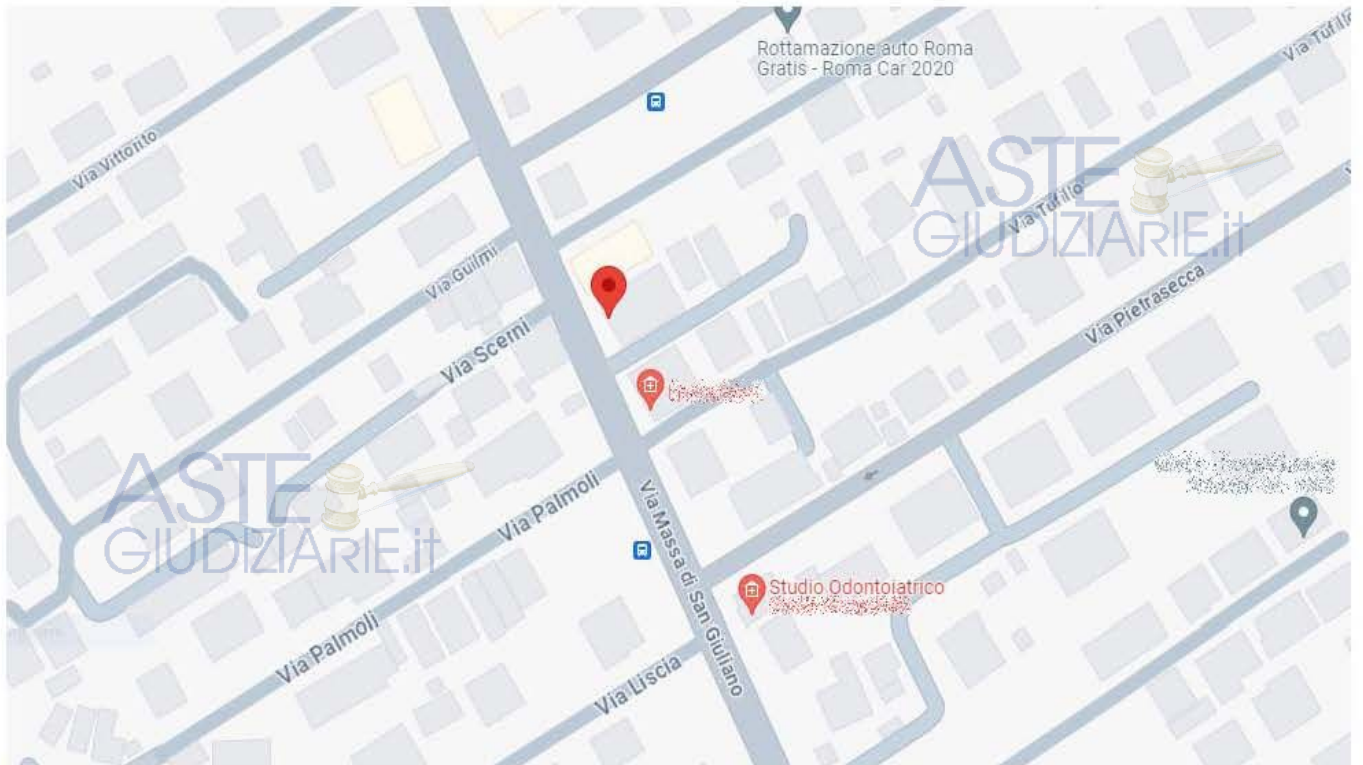 Rottamazione auto Roma
Gratis - Roma Car 2020
Via Tufillo
Via Vittorito
ASTE
GIUDIZIARIE.it
Via Tufillo
Via Guilmi
Via Pietrasecca
Via Scerni
ASTE
GIUDIZIARIE.it
Via Palmoli
Via Massa di San Giuliano
Studio Odontoiatrico
Via Palmoli
Via Liscia